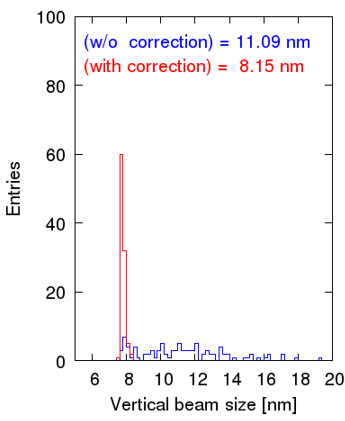 100
(w/o  correction) = 11.09 nm
(with correction) =  8.15 nm
80
60
Entries
40
20
0
6 8 10 12 14 16 18 20
Vertical beam size [nm]